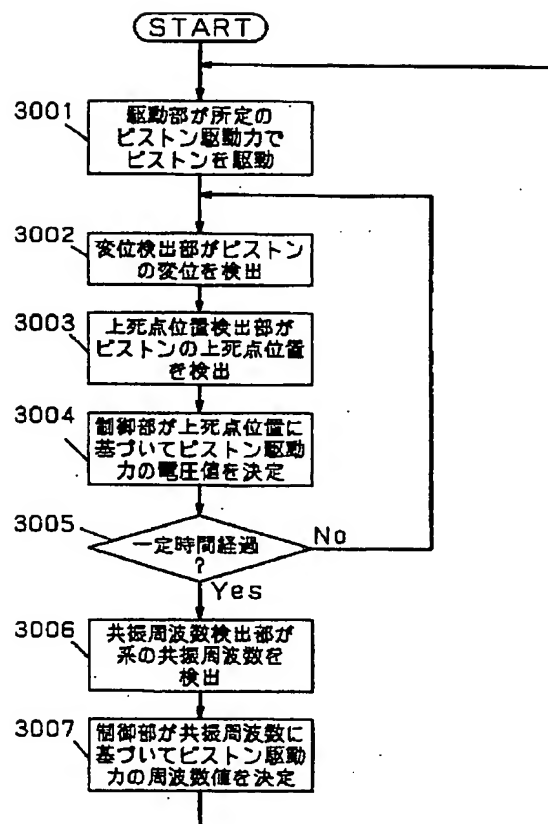 START
3001
駆動部が所定の
ピストン駆動力で
ピストンを駆動
3002
変位検出部がピストン
の変位を検出
3003
上死点位置検出部が
ピストンの上死点位置
を検出
3004
制御部が上死点位置に
基づいてピストン駆動
力の電圧値を決定
3005
一定時間経過
?
No
Yes
3006
共振周波数検出部が
系の共振周波数を
検出
3007
制御部が共振周波数に
基づいてピストン駆動
力の周波数値を決定